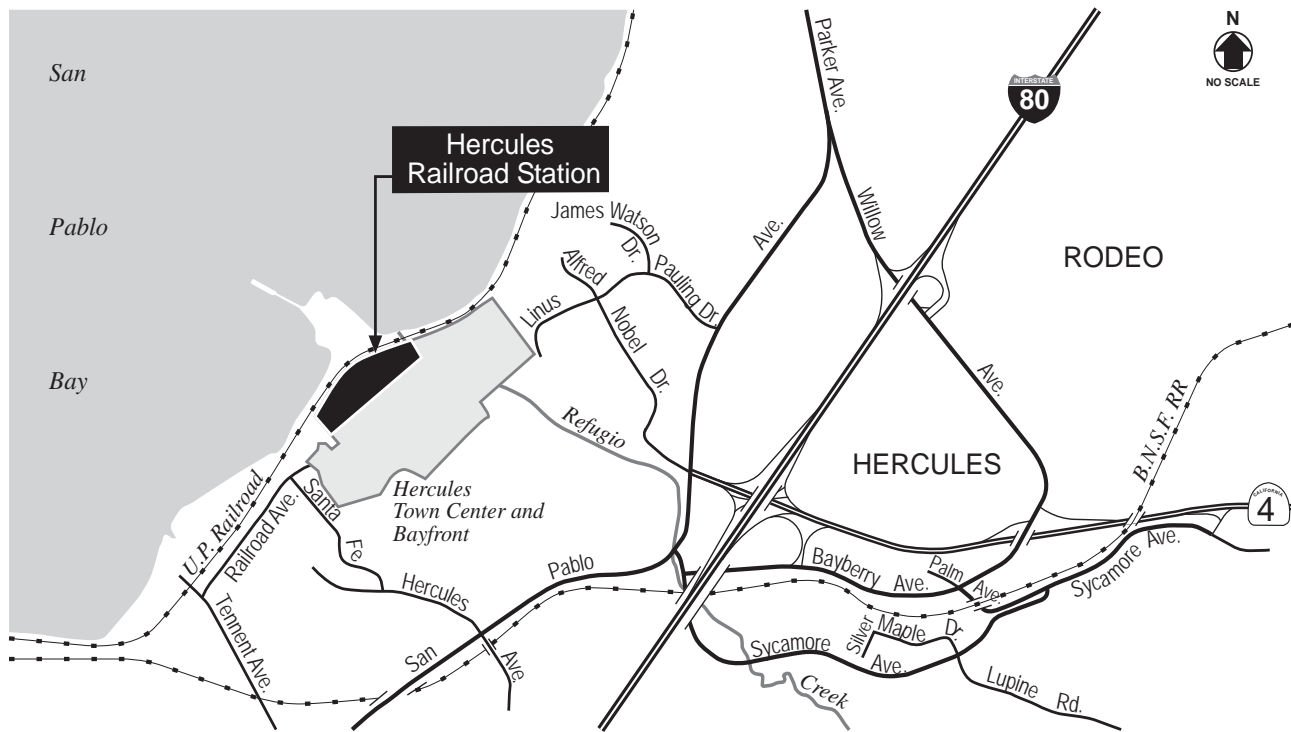 San
Pablo
Bay
Hercules
Railroad Station
N
NO SCALE
INTERSTATE
80
Parker Ave.
Willow
Ave.
RODEO
HERCULES
James Watson
Dr.
Alfred
Nobel
Dr.
Linus
Pauling Dr.
Ave.
Refugio
Hercules
Town Center and
Bayfront
U.P. Railroad
Railroad Ave.
Santa
Fe.
Tennent Ave.
Hercules
Ave.
San
Pablo
Bayberry Ave.
Palm
Ave.
Sycamore Ave.
B.N.S.F. RR
CALIFORNIA
4
Silver
Maple
Dr.
Sycamore
Ave.
Creek
Lupine Rd.